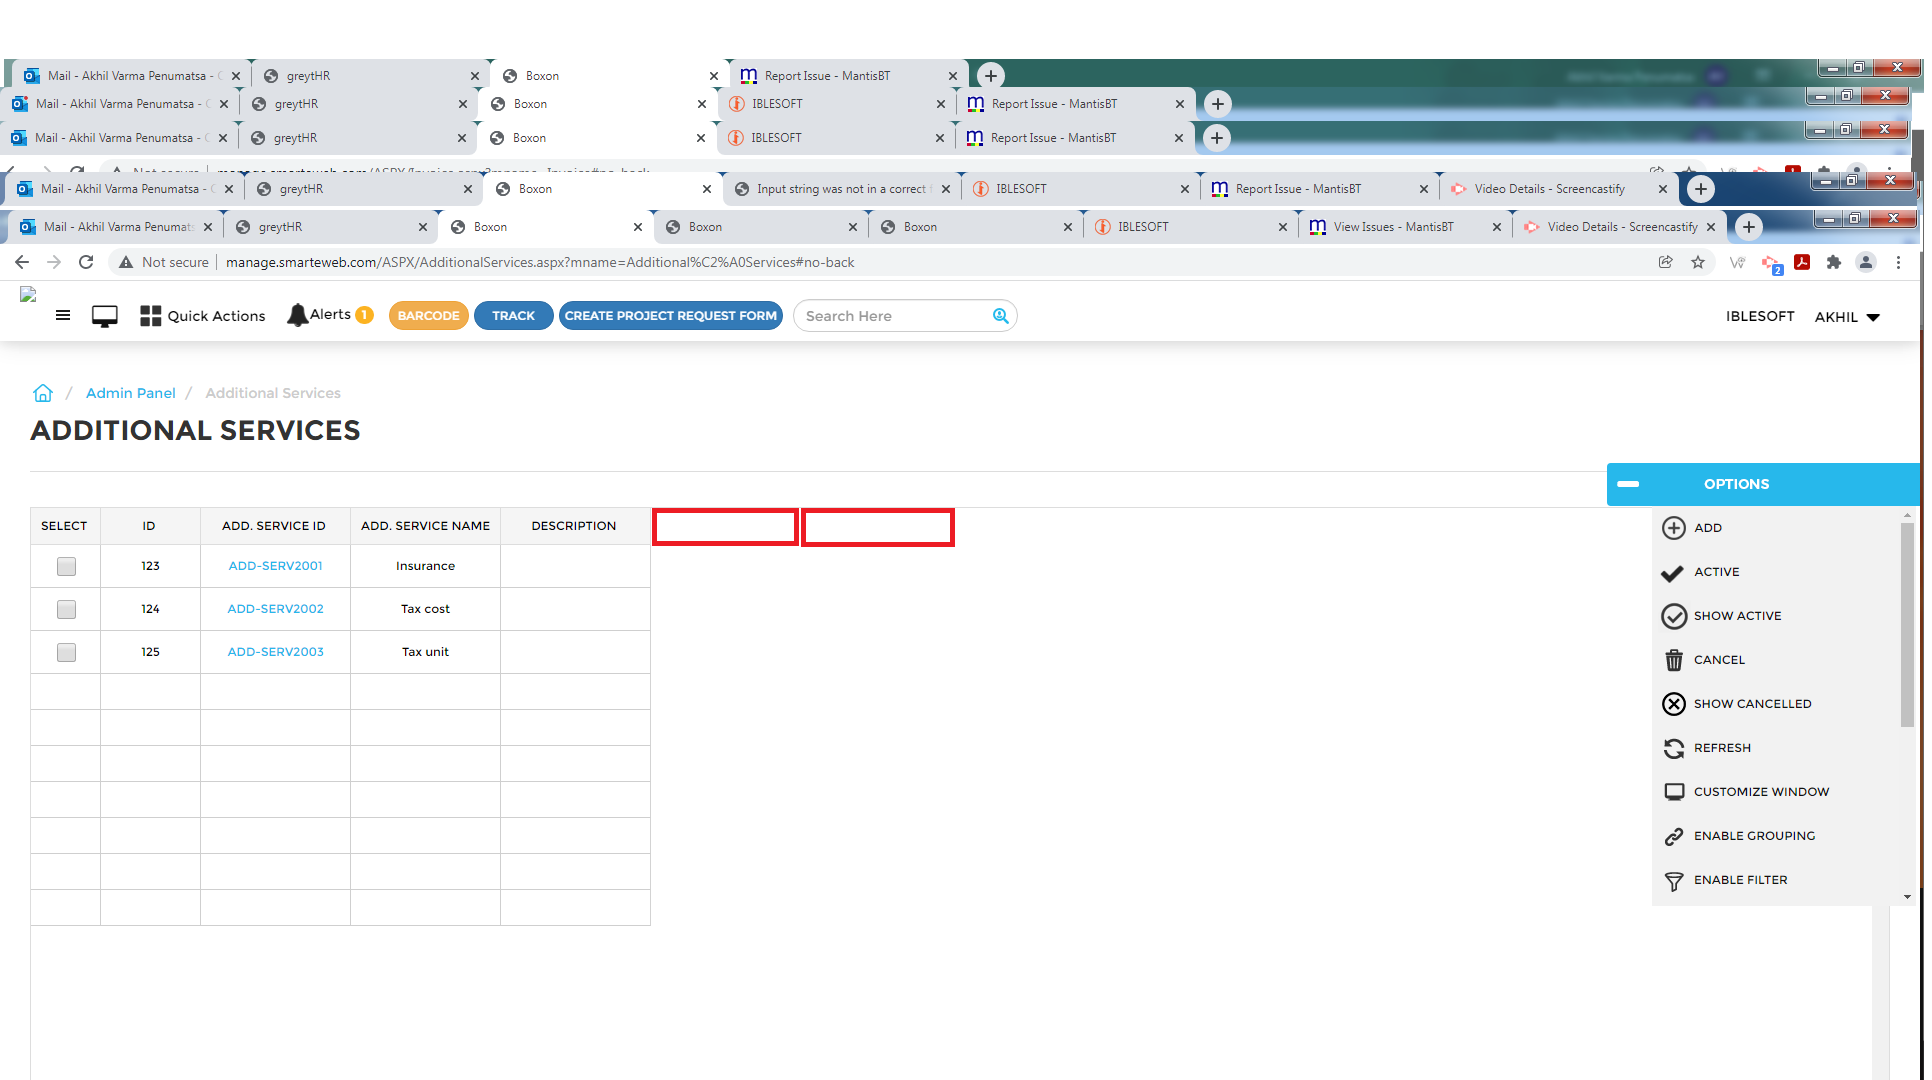 Mail - Akhil Varma Penumatsa - greytHR Boxon Report Issue - MantisBT
Mail - Akhil Varma Penumatsa - greytHR Boxon IBLESOFT Report Issue - MantisBT
Mail - Akhil Varma Penumatsa - greytHR Boxon IBLESOFT Report Issue - MantisBT
Mail - Akhil Varma Penumatsa - greytHR Boxon Input string was not in a correct IBLESOFT Report Issue - MantisBT Video Details - Screencastify
Mail - Akhil Varma Penumats greytHR Boxon Boxon Boxon IBLESOFT View Issues - MantisBT Video Details - Screencastify
Not secure manage.smarteweb.com/ASPX/AdditionalServices.aspx?mname=Additional%C2%A0Services#no-back 2
Quick Actions Alerts 1 BARCODE TRACK CREATE PROJECT REQUEST FORM Search Here IBLESOFT AKHIL
/ Admin Panel / Additional Services
ADDITIONAL SERVICES
OPTIONS
SELECT ID ADD. SERVICE ID ADD. SERVICE NAME DESCRIPTION
123 ADD-SERV2001 Insurance
124 ADD-SERV2002 Tax cost
125 ADD-SERV2003 Tax unit
ADD
ACTIVE
SHOW ACTIVE
CANCEL
SHOW CANCELLED
REFRESH
CUSTOMIZE WINDOW
ENABLE GROUPING
ENABLE FILTER